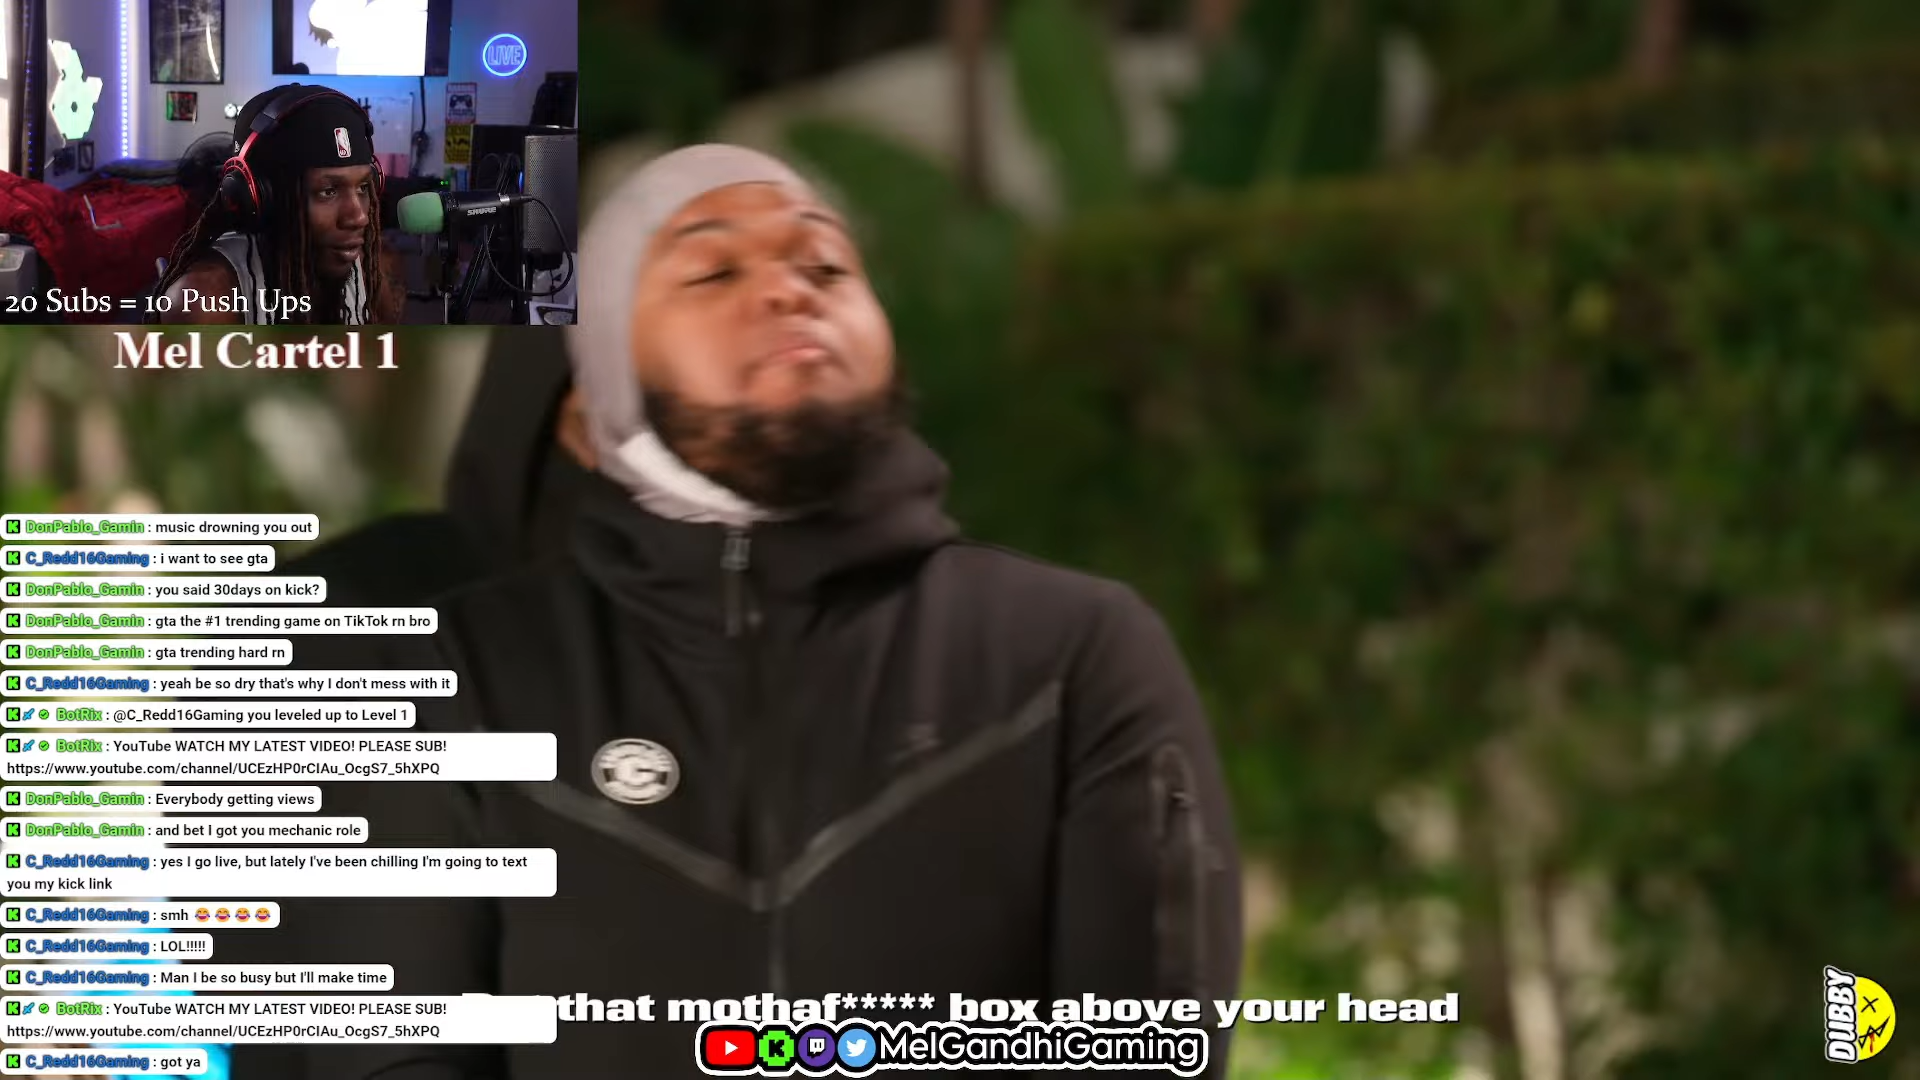 LIVE
SHURE
20 Subs = 10 Push Ups
Mel Cartel 1
DonPablo_Gamin : music drowning you out
C_Redd16Gaming : i want to see gta
DonPablo_Gamin : you said 30days on kick?
DonPablo_Gamin : gta the #1 trending game on TikTok rn bro
DonPablo_Gamin : gta trending hard rn
C_Redd16Gaming : yeah be so dry that's why I don't mess with it
BotRix : @C_Redd16Gaming you leveled up to Level 1
BotRix : YouTube WATCH MY LATEST VIDEO! PLEASE SUB!
https://www.youtube.com/channel/UCEzHP0rCIAu_OcgS7_5hXPQ
DonPablo_Gamin : Everybody getting views
DonPablo_Gamin : and bet I got you mechanic role
C_Redd16Gaming : yes I go live, but lately I've been chilling I'm going to text
you my kick link
C_Redd16Gaming : smh 😂 😂 😂 😂
C_Redd16Gaming : LOL!!!!!
C_Redd16Gaming : Man I be so busy but I'll make time
BotRix : YouTube WATCH MY LATEST VIDEO! PLEASE SUB!
https://www.youtube.com/channel/UCEzHP0rCIAu_OcgS7_5hXPQ
C_Redd16Gaming : got ya
that mothaf***** box above your head
MelGandhiGaming
DUBBY